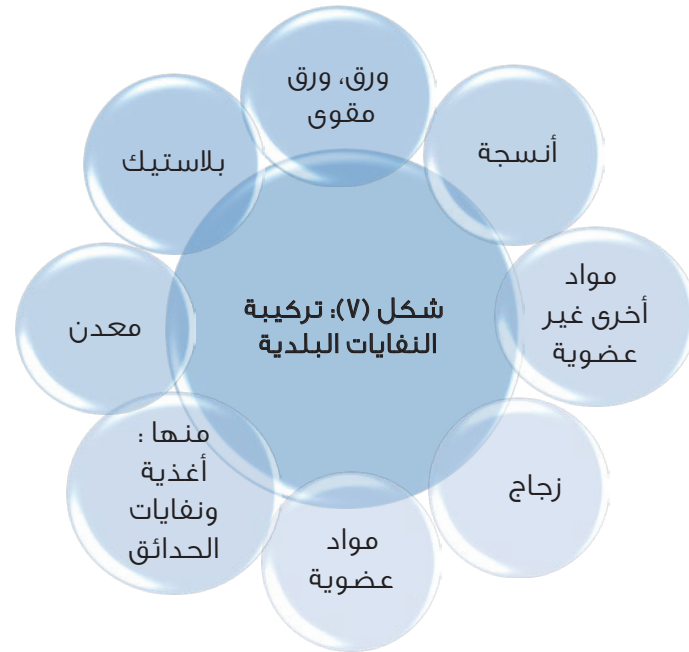 شكل (٧): تركيبة
النفايات البلدية
ورق، ورق
مقوى
أنسجة
مواد
أخرى غير
عضوية
زجاج
مواد
عضوية
منها :
أغذية
ونفايات
الحدائق
معدن
بلاستيك